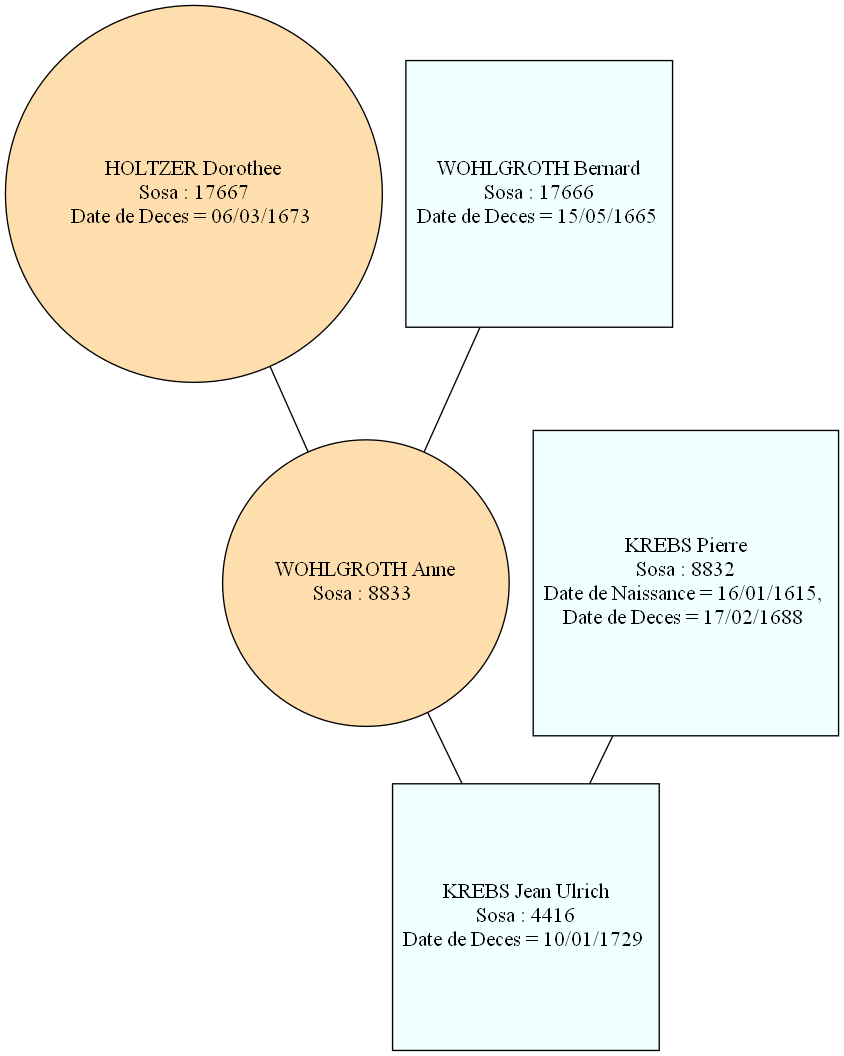 HOLTZER Dorothee
Sosa : 17667
Date de Deces = 06/03/1673
WOHLGROTH Bernard
Sosa : 17666
Date de Deces = 15/05/1665
WOHLGROTH Anne
Sosa : 8833
KREBS Pierre
Sosa : 8832
Date de Naissance = 16/01/1615,
Date de Deces = 17/02/1688
KREBS Jean Ulrich
Sosa : 4416
Date de Deces = 10/01/1729